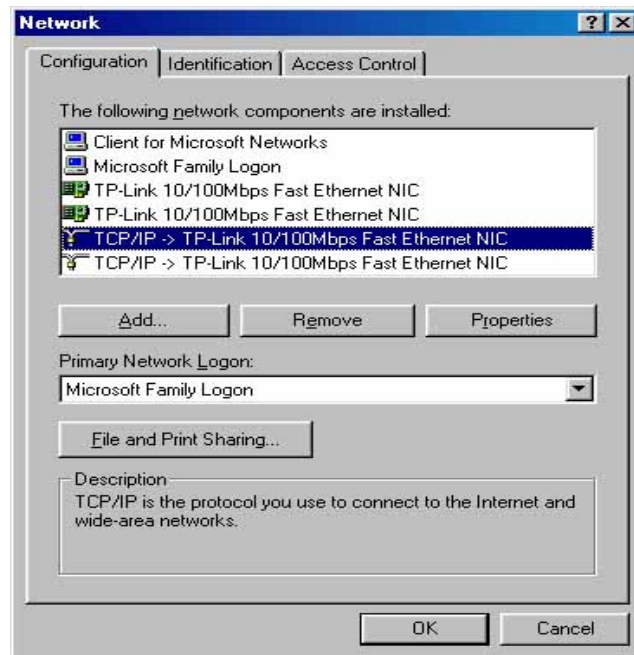 Network
Configuration Identification Access Control
The following network components are installed:
Client for Microsoft Networks
Microsoft Family Logon
TP-Link 10/100Mbps Fast Ethernet NIC
TP-Link 10/100Mbps Fast Ethernet NIC
TCP/IP -> TP-Link 10/100Mbps Fast Ethernet NIC
TCP/IP -> TP-Link 10/100Mbps Fast Ethernet NIC
Add... Remove Properties
Primary Network Logon:
Microsoft Family Logon
File and Print Sharing...
Description
TCP/IP is the protocol you use to connect to the Internet and
wide-area networks.
OK Cancel